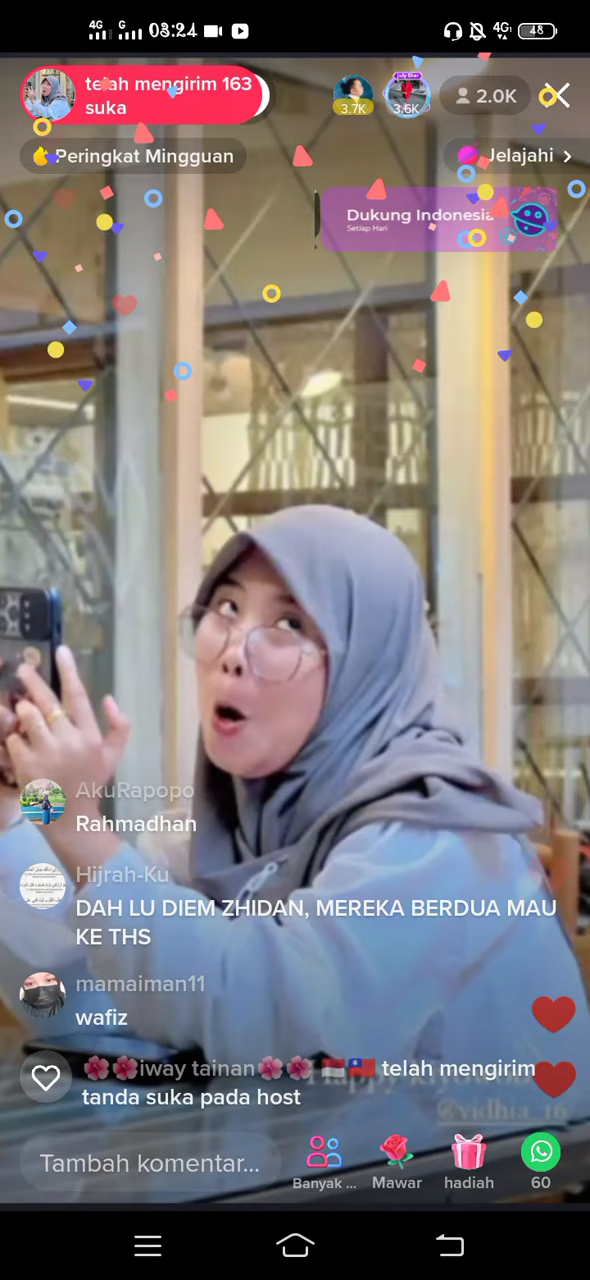 4G G 03:24 4G 48
telah mengirim 163
suka
3.7K 3.6K 2.0K
Peringkat Mingguan Jelajahi
Dukung Indonesia
Setiap Hari
AkuRapopo
Rahmadhan
Hijrah-Ku
DAH LU DIEM ZHIDAN, MEREKA BERDUA MAU
KE THS
mamaiman11
wafiz
iway tainan telah mengirim
tanda suka pada host
@vidhia_16
Tambah komentar...
Banyak ... Mawar hadiah 60